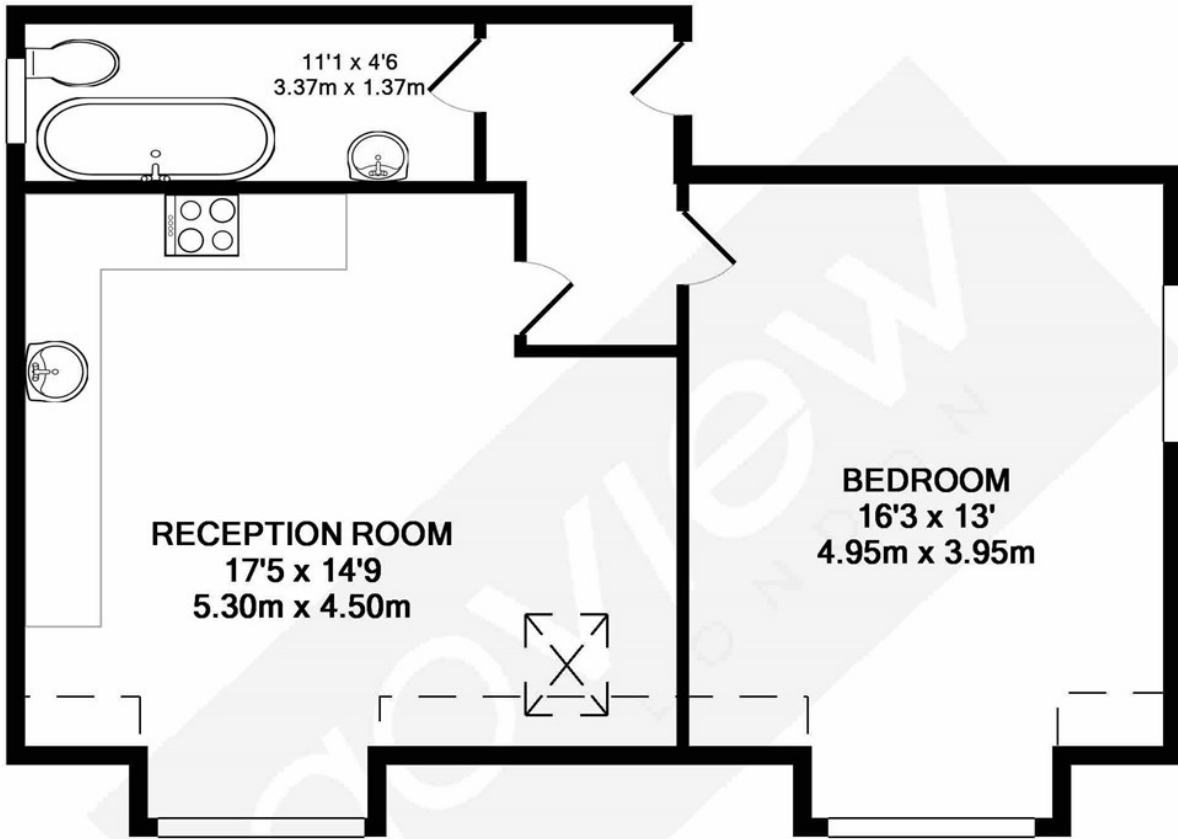 11'1 x 4'6
3.37m x 1.37m
RECEPTION ROOM
17'5 x 14'9
5.30m x 4.50m
BEDROOM
16'3 x 13'
4.95m x 3.95m
LONDON